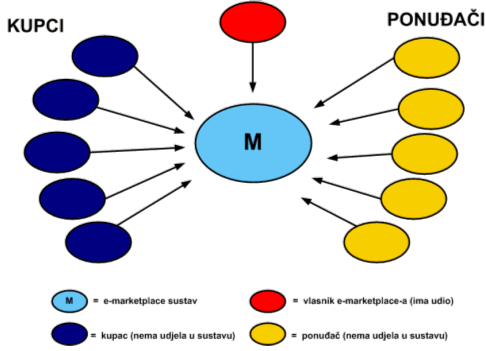 KUPCI
PONUĐAČI
M
M = e-marketplace sustav
= vlasnik e-marketplace-a (ima udio)
= kupac (nema udjela u sustavu)
= ponuđač (nema udjela u sustavu)